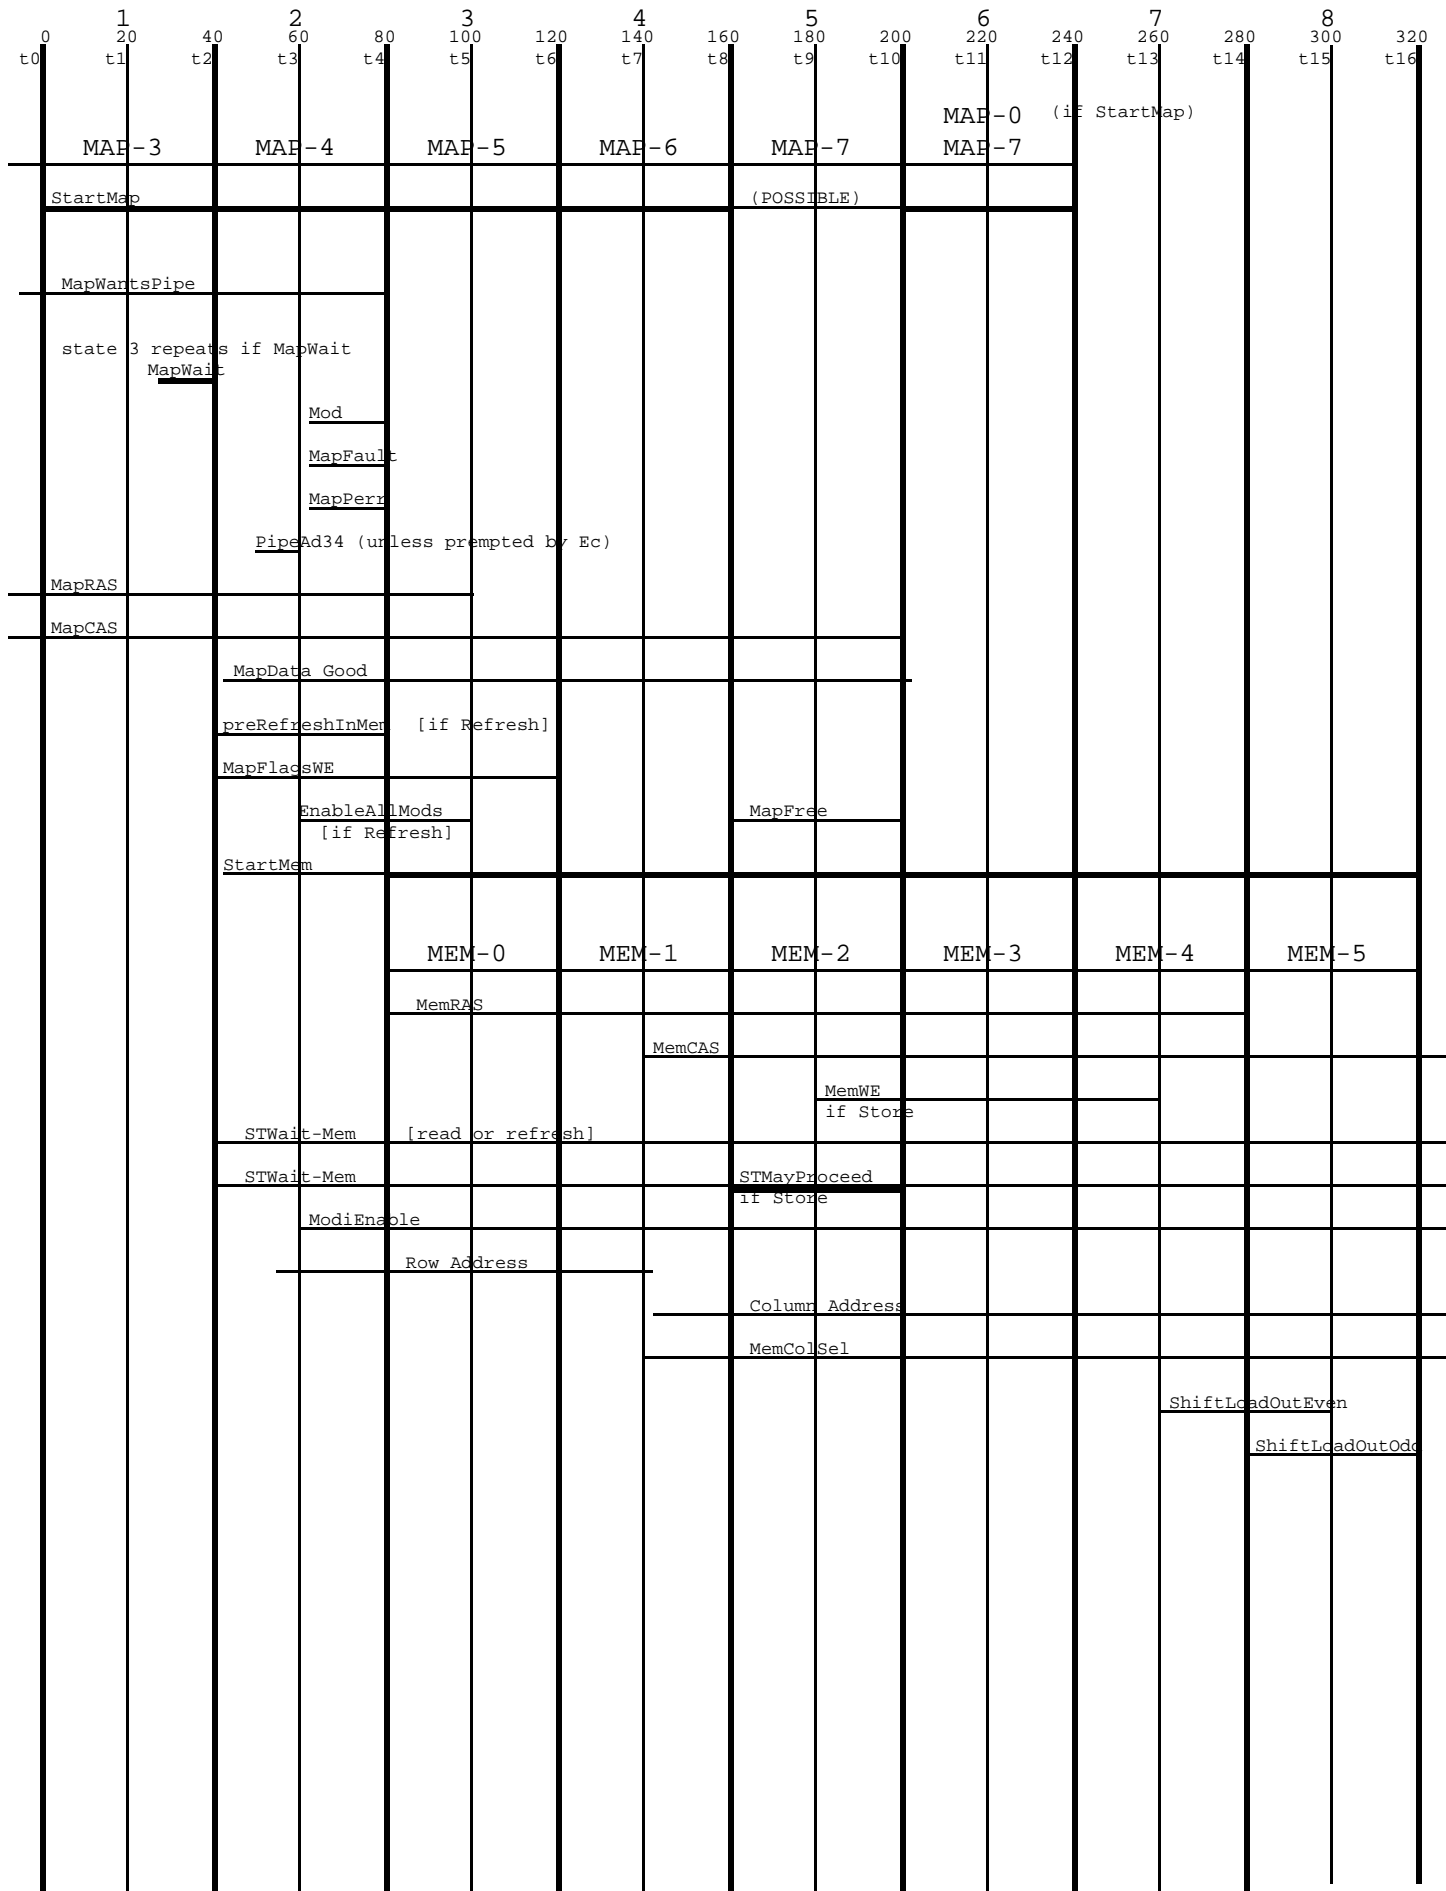 1 2 3 4 5 6 7 8
0 20 40 60 80 100 120 140 160 180 200 220 240 260 280 300 320
t0 t1 t2 t3 t4 t5 t6 t7 t8 t9 t10 t11 t12 t13 t14 t15 t16
MAP-0 (if StartMap)
MAP-3 MAP-4 MAP-5 MAP-6 MAP-7 MAP-7
StartMap (POSSIBLE)
MapWantsPipe
state 3 repeats if MapWait
MapWait
Mod
MapFault
MapPerr
PipeAd34 (unless prempted by Ec)
MapRAS
MapCAS
MapData Good
preRefreshInMem [if Refresh]
MapFlagsWE
EnableAllMods MapFree
[if Refresh]
StartMem
MEM-0 MEM-1 MEM-2 MEM-3 MEM-4 MEM-5
MemRAS
MemCAS
MemWE
if Store
STWait-Mem [read or refresh]
STWait-Mem STMayProceed
if Store
ModiEnable
Row Address
Column Address
MemColSel
ShiftLoadOutEven
ShiftLoadOutOdd